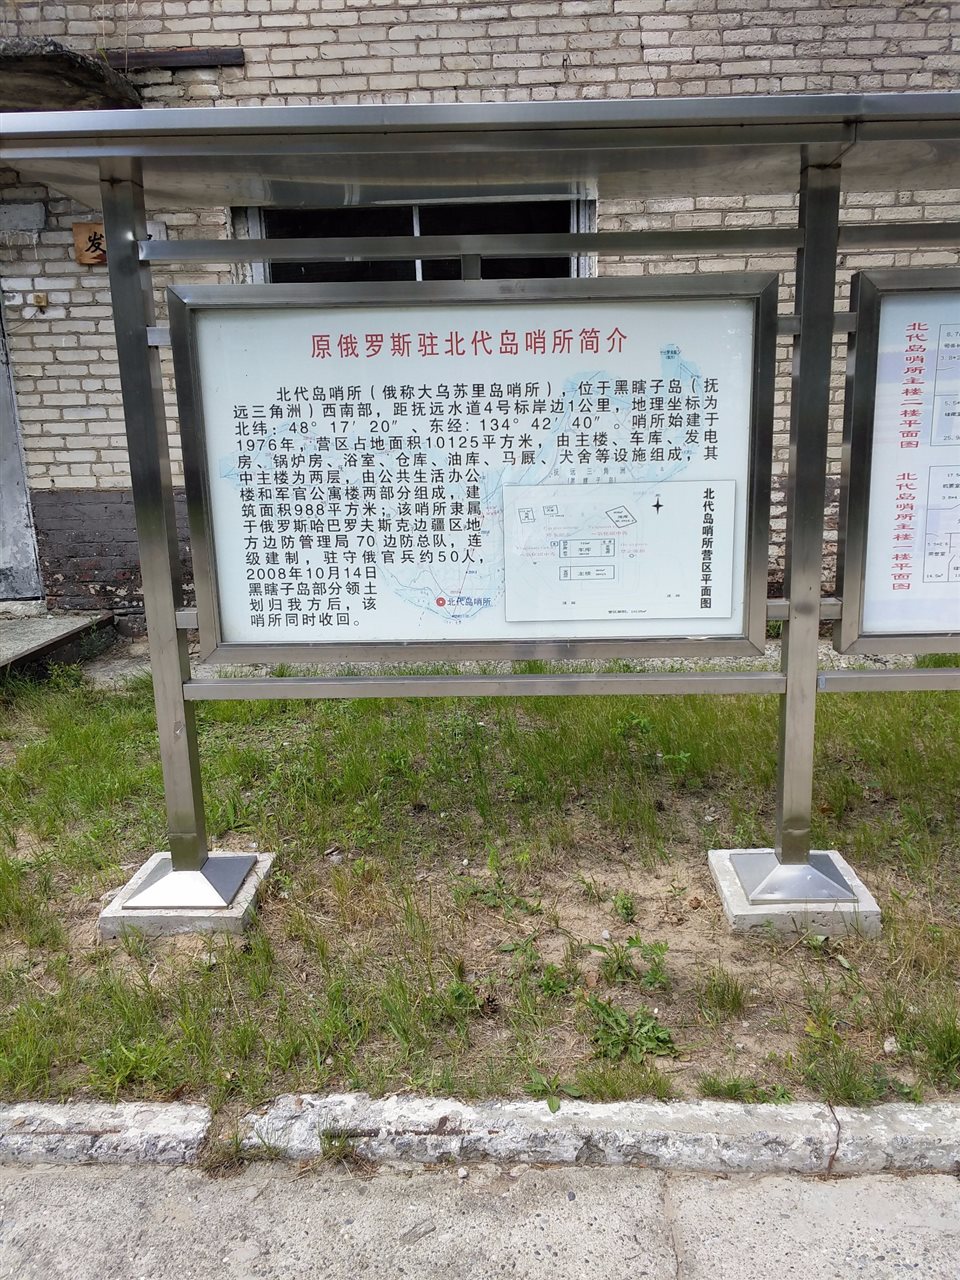 发
原俄罗斯驻北代岛哨所简介
北代岛哨所（俄称大乌苏里岛哨所），位于黑瞎子岛（抚
远三角洲）西南部，距抚远水道4号标岸边1公里，地理坐标为
北纬：48°17′20″、东经：134°42′40″。哨所始建于
1976年，营区占地面积10125平方米，由主楼、车库、发电
房、锅炉房、浴室、仓库、油库、马厩、犬舍等设施组成，其
中主楼为两层，由公共生活办公
楼和军官公寓楼两部分组成，建
筑面积988平方米；该哨所隶属
于俄罗斯哈巴罗夫斯克边疆区地
方边防管理局70边防总队，连
级建制，驻守俄官兵约50人，
2008年10月14日
黑瞎子岛部分领土
划归我方后，该
哨所同时收回。
抚远三角洲
（黑瞎子岛）
北代岛哨所
北代岛哨所营区平面图
车库
主楼
北代岛哨所主楼二楼平面图
北代岛哨所主楼一楼平面图